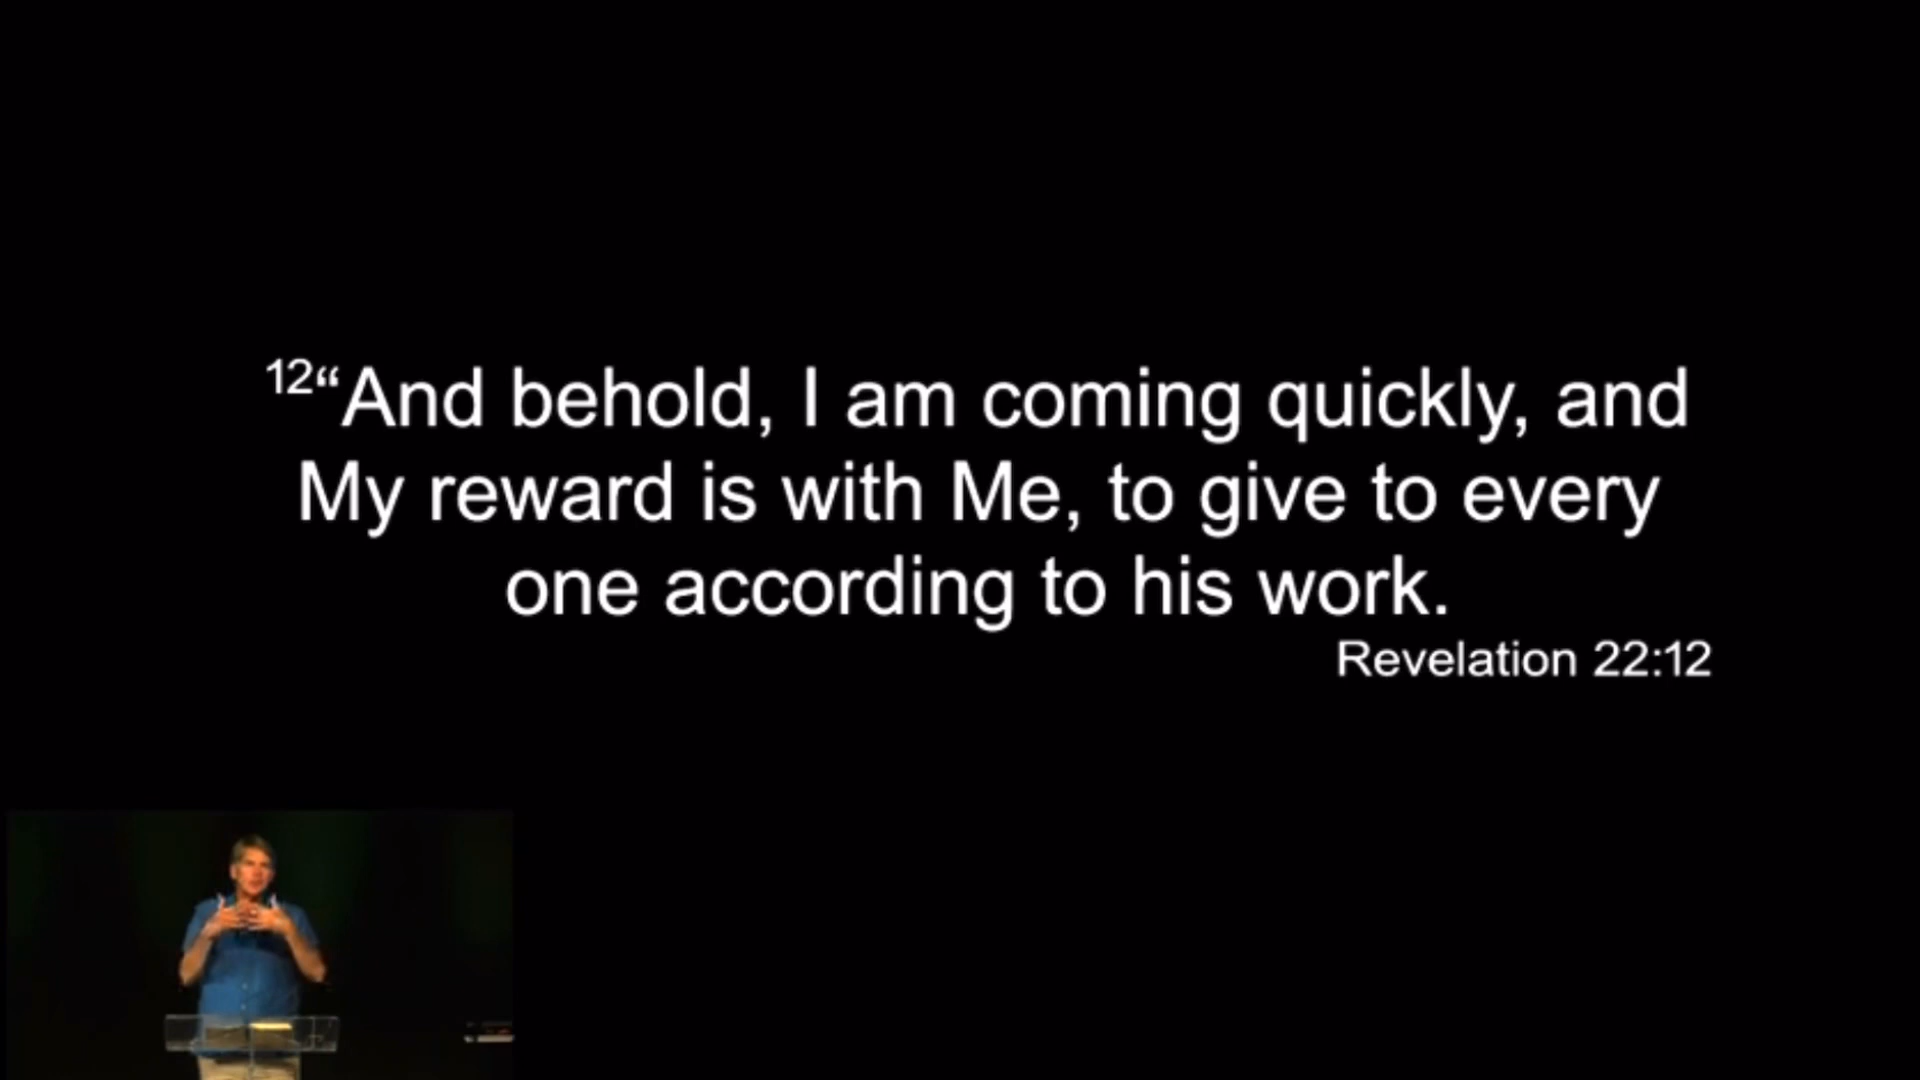 12“And behold, I am coming quickly, and
My reward is with Me, to give to every
one according to his work.
Revelation 22:12